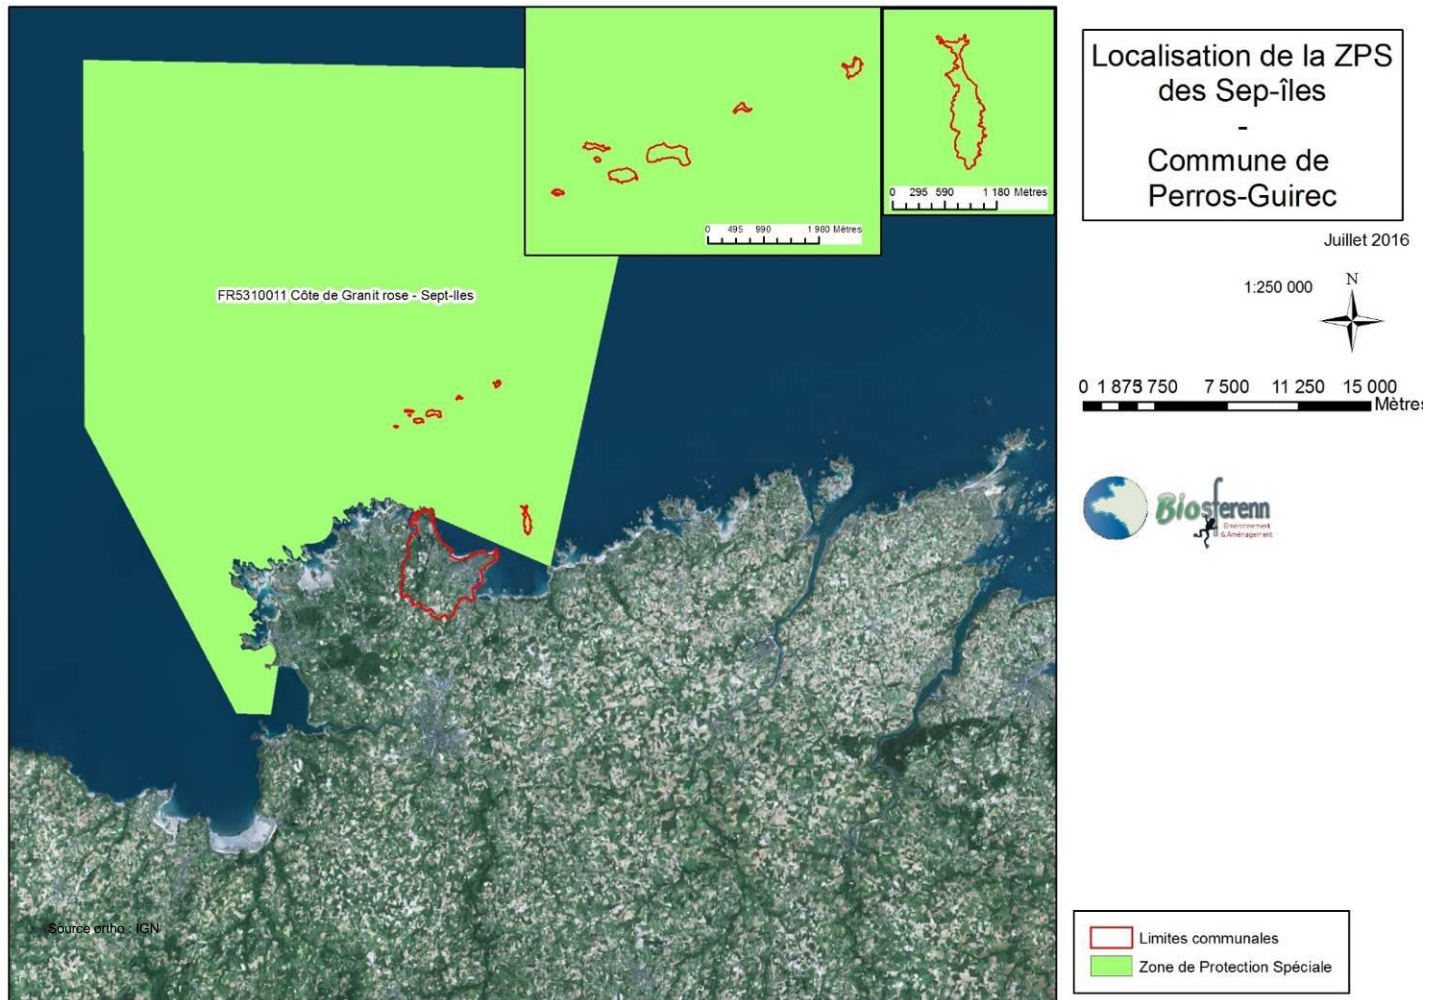 Localisation de la ZPS
des Sep-îles
-
Commune de
Perros-Guirec
Juillet 2016
1:250 000
N
0 1 875 3 750 7 500 11 250 15 000
Mètres
Biosferenn
Environnement
& Aménagement
0 495 990 1 980 Mètres
0 295 590 1 180 Mètres
FR5310011 Côte de Granit rose - Sept-Iles
Source ortho : IGN
Limites communales
Zone de Protection Spéciale